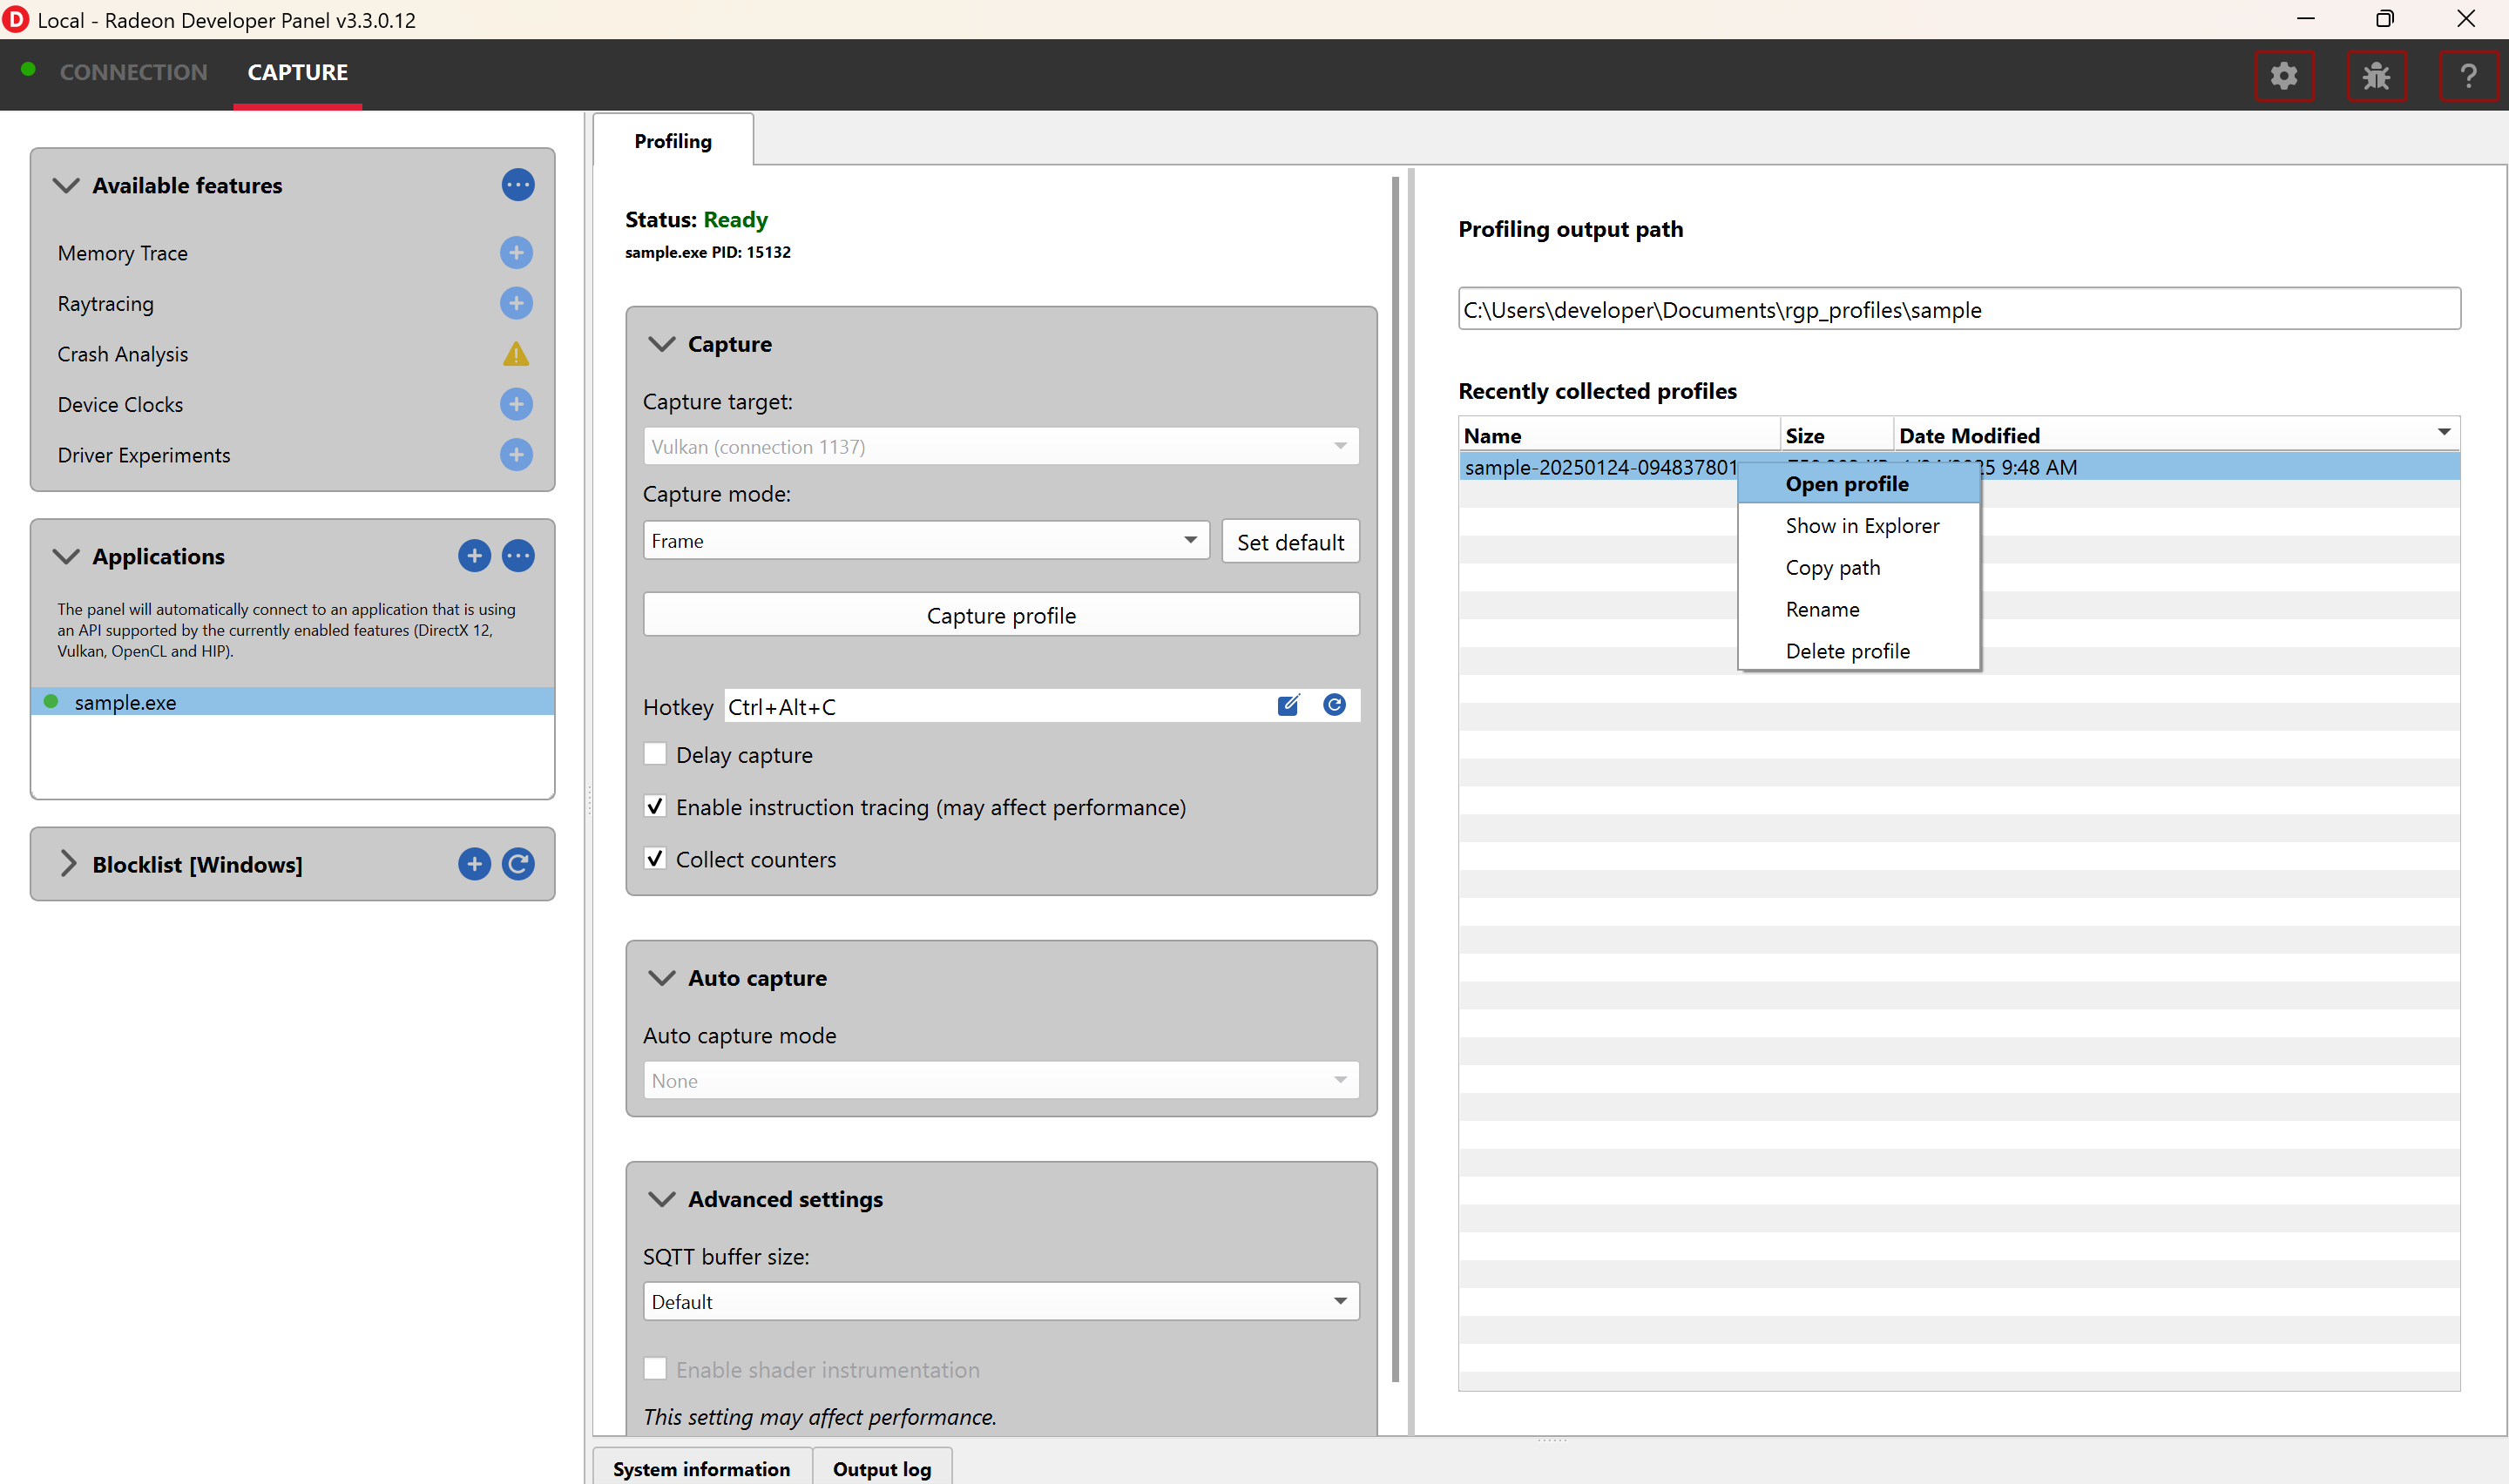 Local - Radeon Developer Panel v3.3.0.12
CONNECTION
CAPTURE
Available features
Memory Trace
Raytracing
Crash Analysis
Device Clocks
Driver Experiments
Applications
The panel will automatically connect to an application that is using
an API supported by the currently enabled features (DirectX 12,
Vulkan, OpenCL and HIP).
sample.exe
Blocklist [Windows]
Profiling
Status: Ready
sample.exe PID: 15132
Capture
Capture target:
Vulkan (connection 1137)
Capture mode:
Frame
Set default
Capture profile
Hotkey
Ctrl+Alt+C
Delay capture
Enable instruction tracing (may affect performance)
Collect counters
Auto capture
Auto capture mode
None
Advanced settings
SQTT buffer size:
Default
Enable shader instrumentation
This setting may affect performance.
Profiling output path
C:\Users\developer\Documents\rgp_profiles\sample
Recently collected profiles
Name
Size
Date Modified
sample-20250124-094837801
9:48 AM
Open profile
Show in Explorer
Copy path
Rename
Delete profile
System information
Output log